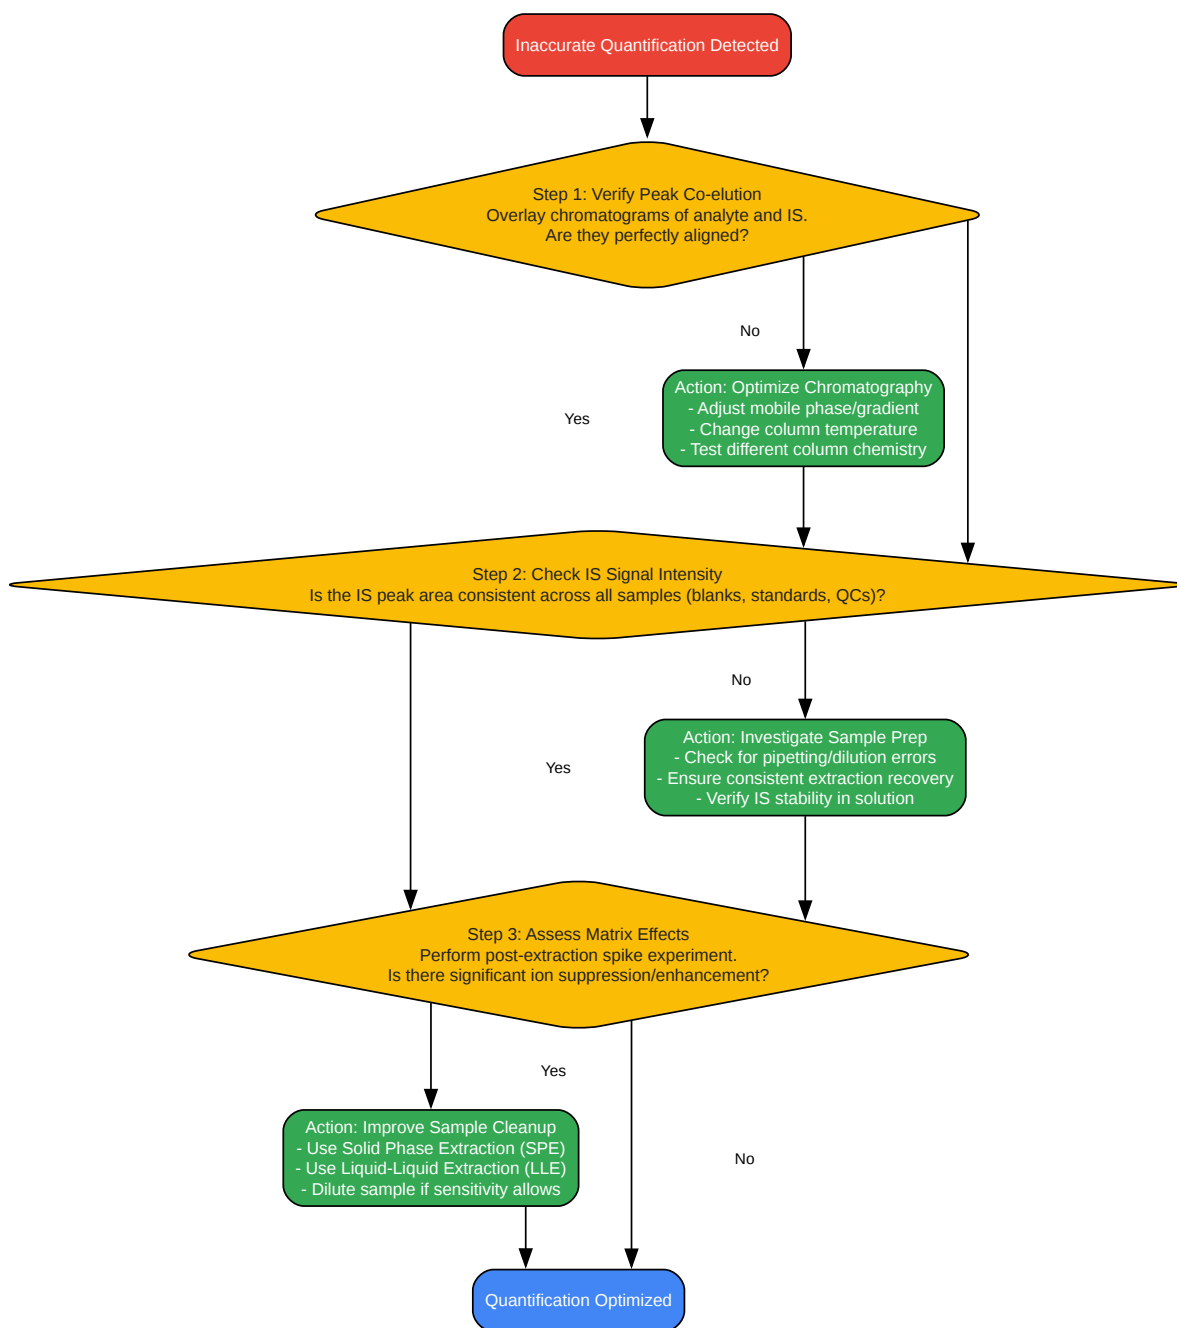 Inaccurate Quantification Detected
Step 1: Verify Peak Co-elution
Overlay chromatograms of analyte and IS.
Are they perfectly aligned?
No
Action: Optimize Chromatography
- Adjust mobile phase/gradient
- Change column temperature
- Test different column chemistry
Yes
Step 2: Check IS Signal Intensity
Is the IS peak area consistent across all samples (blanks, standards, QCs)?
No
Action: Investigate Sample Prep
- Check for pipetting/dilution errors
- Ensure consistent extraction recovery
- Verify IS stability in solution
Yes
Step 3: Assess Matrix Effects
Perform post-extraction spike experiment.
Is there significant ion suppression/enhancement?
Yes
Action: Improve Sample Cleanup
- Use Solid Phase Extraction (SPE)
- Use Liquid-Liquid Extraction (LLE)
- Dilute sample if sensitivity allows
No
Quantification Optimized